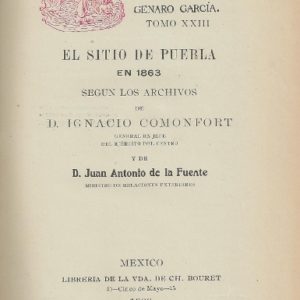 GENARO GARCÍA.
TOMO XXIII
EL SITIO DE PUEBLA
EN 1863
SEGUN LOS ARCHIVOS
DE
D. IGNACIO COMONFORT
GENERAL EN JEFE
DEL EJÉRCITO DEL CENTRO
Y DE
D. Juan Antonio de la Fuente
MINISTRO DE RELACIONES EXTERIORES
MEXICO
LIBRERIA DE LA VDA. DE CH. BOURET
Cinco de Mayo